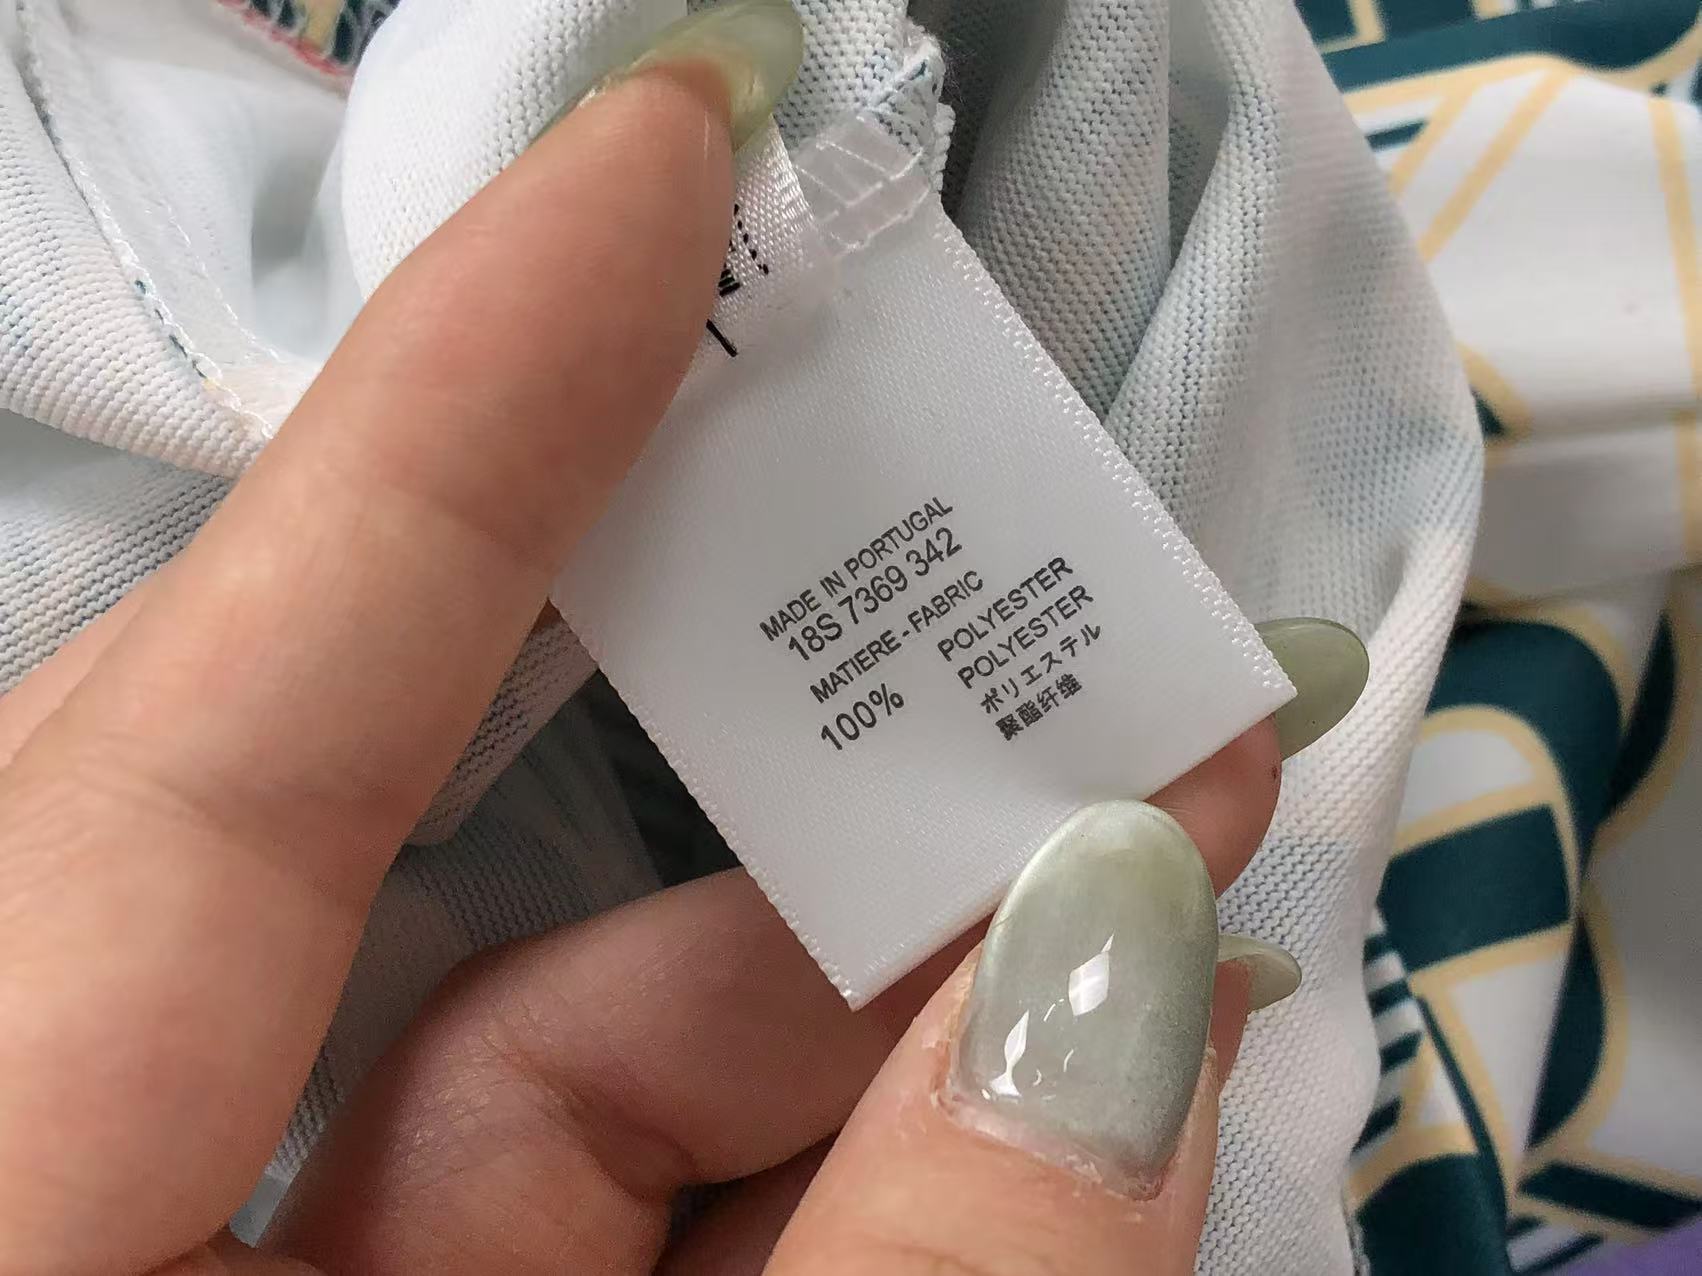 MADE IN PORTUGAL
18S 7369 342
MATIERE - FABRIC
100% POLYESTER
POLYESTER
ポリエステル
聚酯纤维